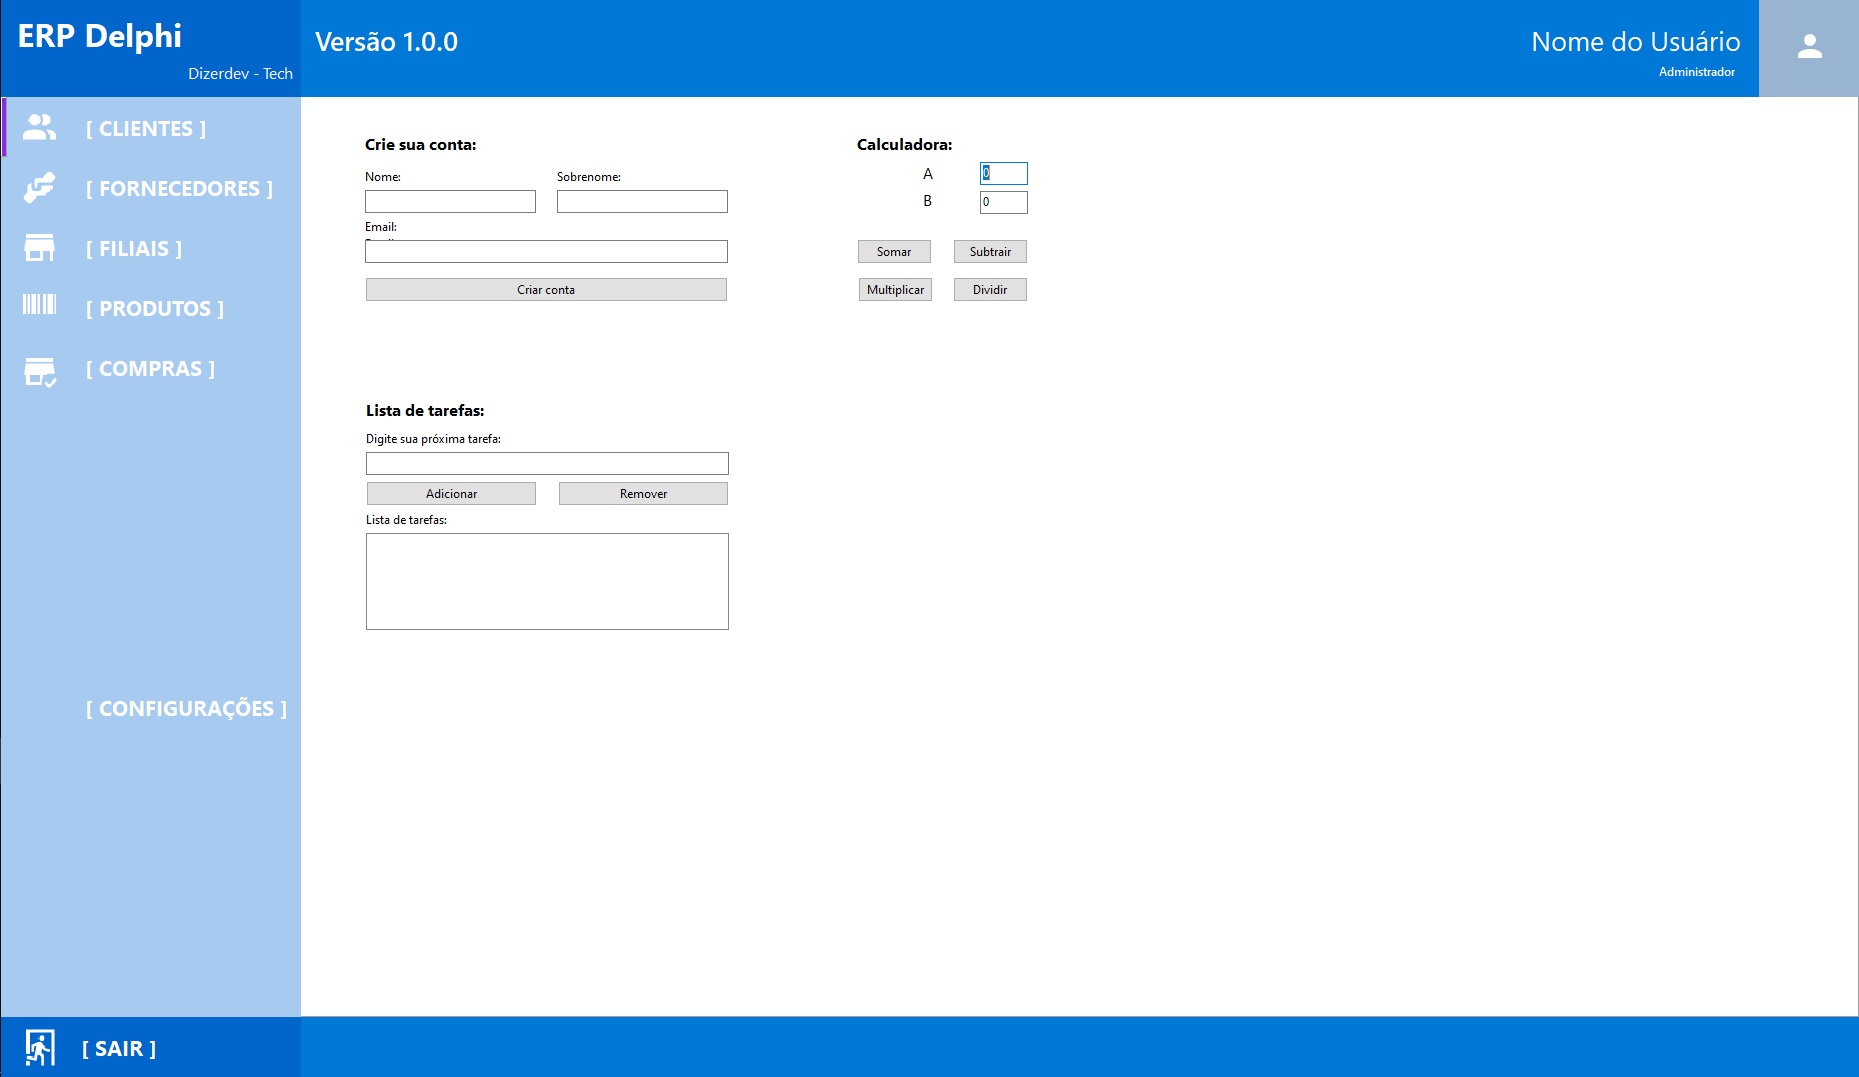 ERP Delphi
Dizerdev - Tech
Versão 1.0.0
Nome do Usuário
Administrador
[ CLIENTES ]
[ FORNECEDORES ]
[ FILIAIS ]
[ PRODUTOS ]
[ COMPRAS ]
[ CONFIGURAÇÕES ]
[ SAIR ]
Crie sua conta:
Nome: Sobrenome:
Email:
Criar conta
Calculadora:
A 0
B 0
Somar Subtrair
Multiplicar Dividir
Lista de tarefas:
Digite sua próxima tarefa:
Adicionar Remover
Lista de tarefas: